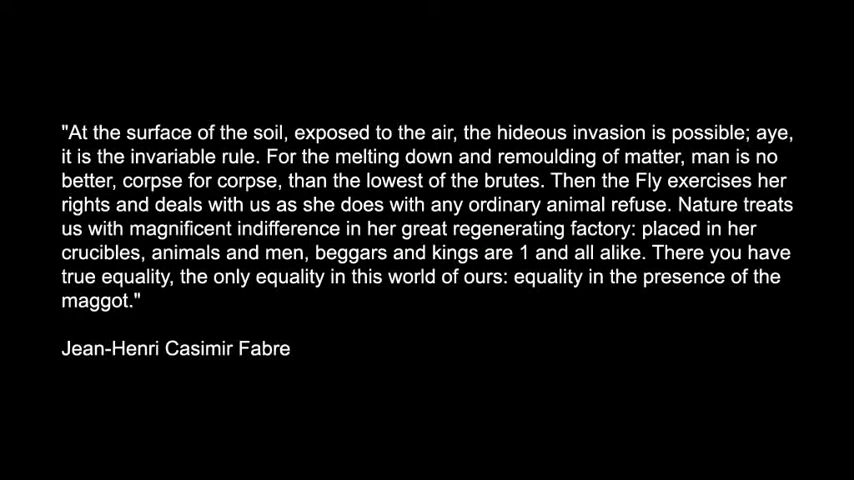 "At the surface of the soil, exposed to the air, the hideous invasion is possible; aye,
it is the invariable rule. For the melting down and remoulding of matter, man is no
better, corpse for corpse, than the lowest of the brutes. Then the Fly exercises her
rights and deals with us as she does with any ordinary animal refuse. Nature treats
us with magnificent indifference in her great regenerating factory: placed in her
crucibles, animals and men, beggars and kings are 1 and all alike. There you have
true equality, the only equality in this world of ours: equality in the presence of the
maggot."
Jean-Henri Casimir Fabre